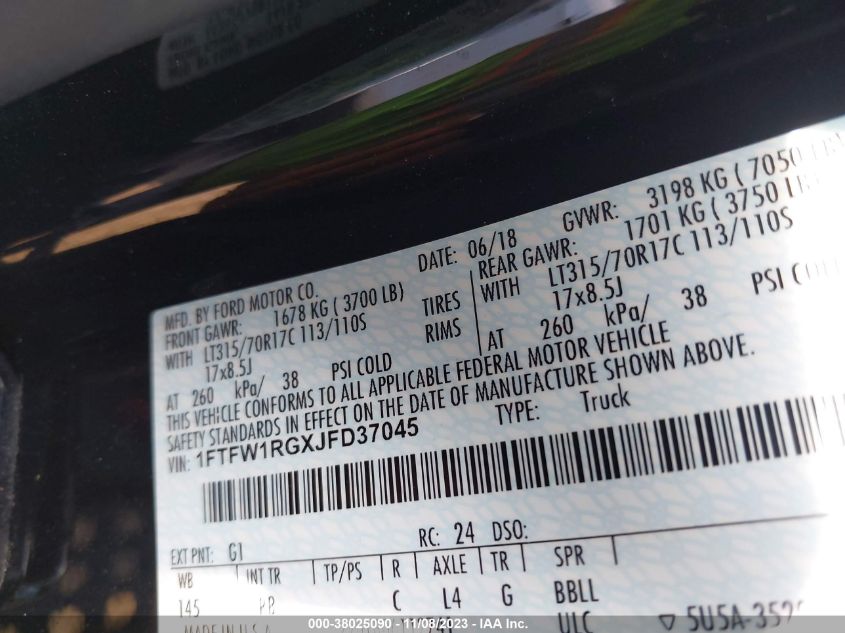 MFD. BY FORD MOTOR CO. DATE: 06/18 GVWR: 3198 KG ( 7050 LB)
FRONT GAWR: 1678 KG ( 3700 LB) REAR GAWR: 1701 KG ( 3750 LB)
WITH LT315/70R17C 113/110S TIRES WITH LT315/70R17C 113/110S
17x8.5J RIMS 17x8.5J
AT 260 kPa/ 38 PSI COLD AT 260 kPa/ 38 PSI COLD
THIS VEHICLE CONFORMS TO ALL APPLICABLE FEDERAL MOTOR VEHICLE
SAFETY STANDARDS IN EFFECT ON THE DATE OF MANUFACTURE SHOWN ABOVE.
VIN: 1FTFW1RGXJFD37045 TYPE: Truck
EXT PNT: G1 RC: 24 DSO:
WB INT TR TP/PS R AXLE TR SPR
145 C L4 G BBLL
MADE IN U.S.A. ULC
000-38025090 - 11/08/2023 - IAA Inc.